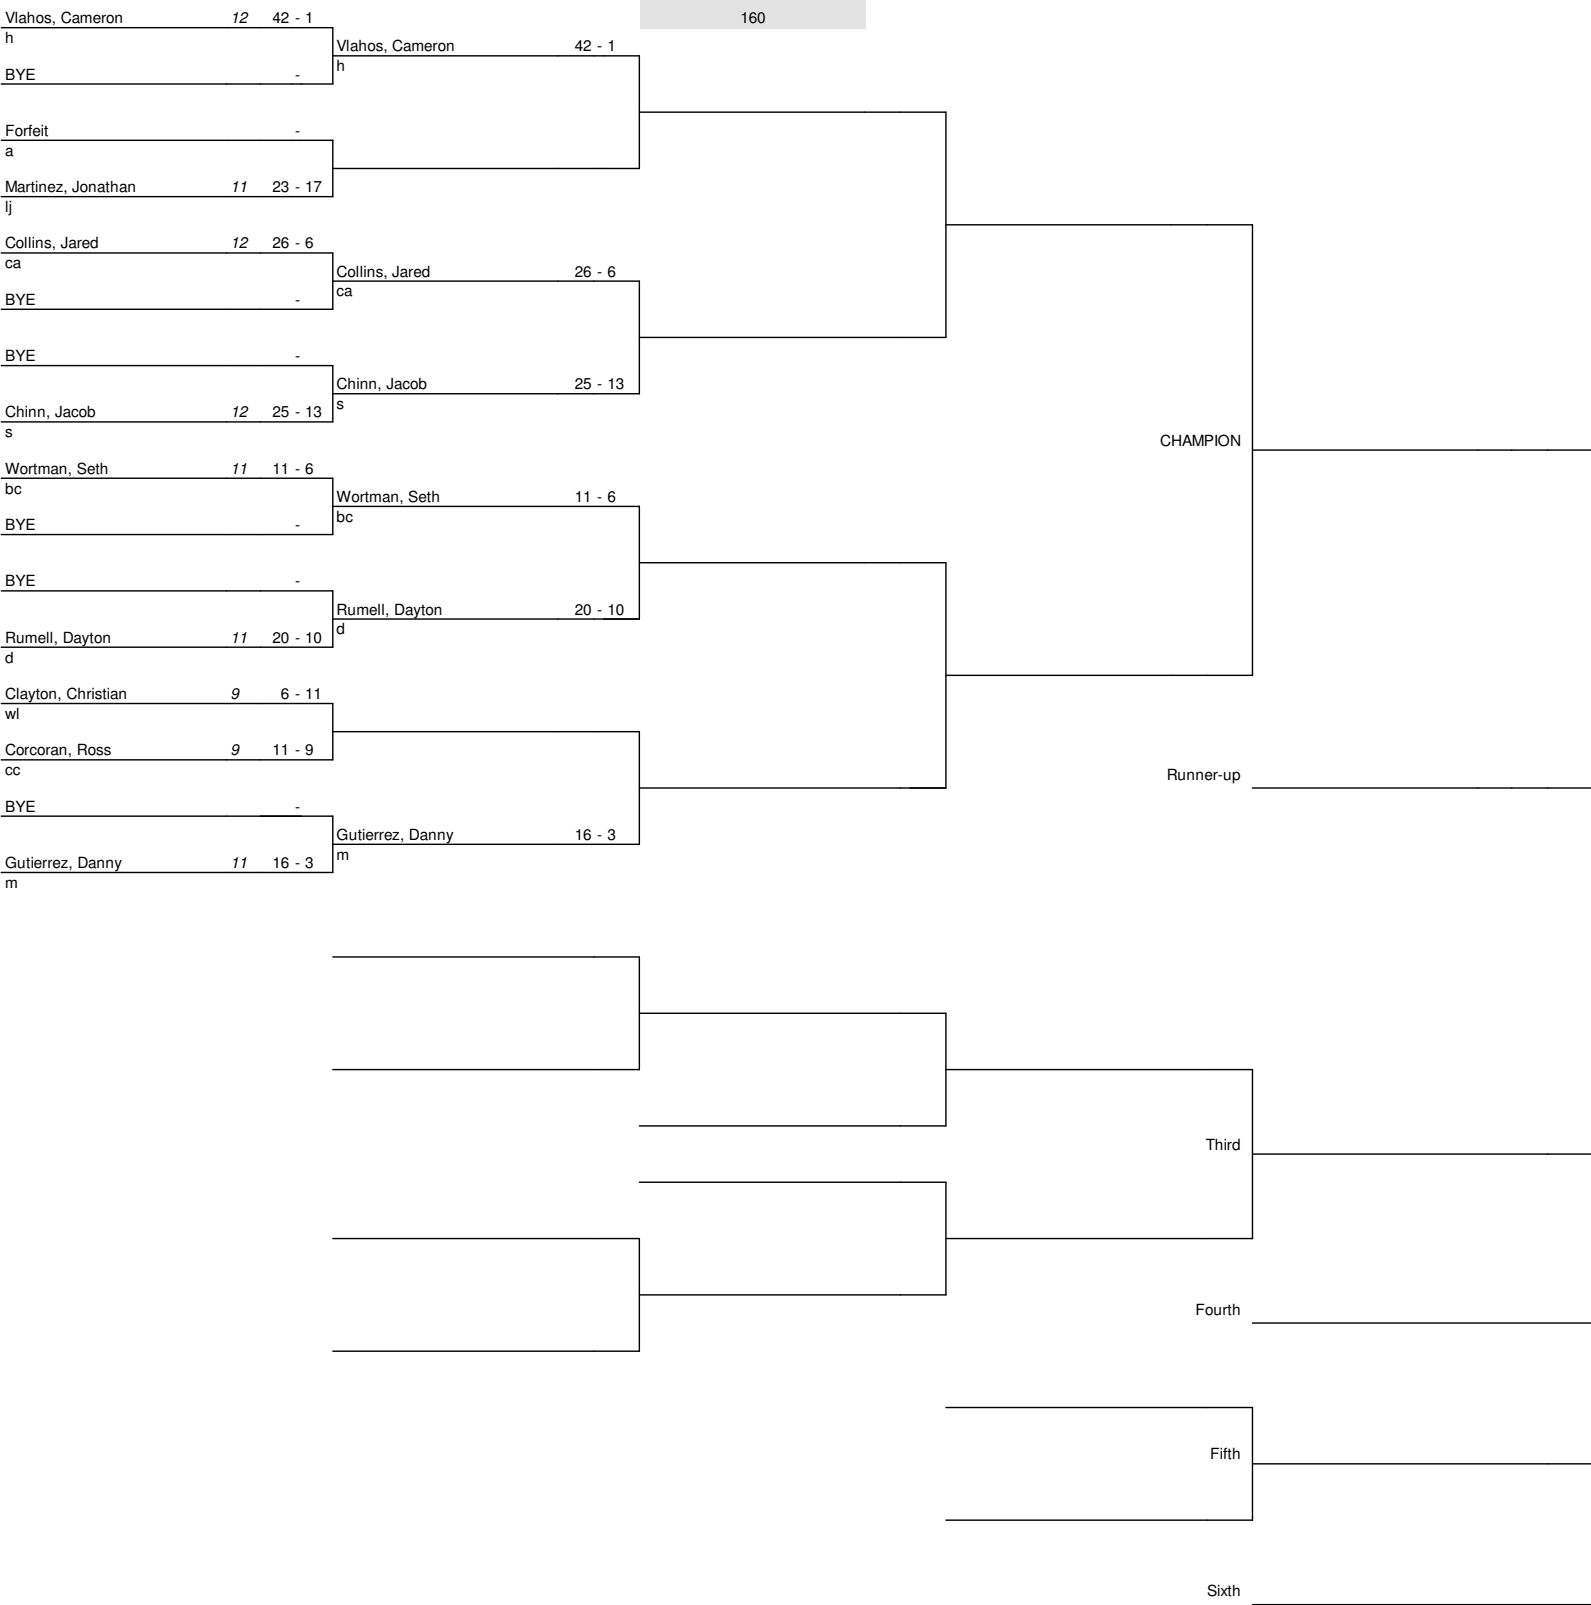 Vlahos, Cameron 12 42 - 1 160
h
Vlahos, Cameron 42 - 1
h
BYE -
Forfeit -
a
Martinez, Jonathan 11 23 - 17
lj
Collins, Jared 12 26 - 6
ca
Collins, Jared 26 - 6
ca
BYE -
BYE -
Chinn, Jacob 25 - 13
s
Chinn, Jacob 12 25 - 13
s
CHAMPION
Wortman, Seth 11 11 - 6
bc
Wortman, Seth 11 - 6
bc
BYE -
BYE -
Rumell, Dayton 20 - 10
d
Rumell, Dayton 11 20 - 10
d
Clayton, Christian 9 6 - 11
wl
Corcoran, Ross 9 11 - 9
cc
Runner-up
BYE -
Gutierrez, Danny 16 - 3
m
Gutierrez, Danny 11 16 - 3
m
Third
Fourth
Fifth
Sixth